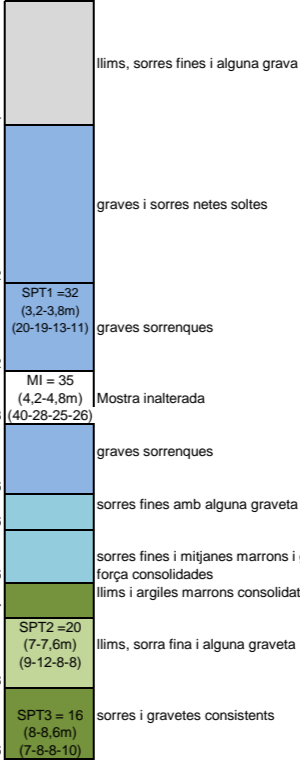 llims, sorres fines i alguna grava
graves i sorres netes soltes
SPT1 =32
(3,2-3,8m)
(20-19-13-11)
graves sorrenques
MI = 35
(4,2-4,8m)
(40-28-25-26)
Mostra inalterada
graves sorrenques
sorres fines amb alguna graveta
sorres fines i mitjanes marrons i
força consolidades
llims i argiles marrons
SPT2 =20
(7-7,6m)
(9-12-8-8)
llims, sorra fina i alguna graveta
SPT3 = 16
(8-8,6m)
(7-8-8-10)
sorres i gravetes consistents